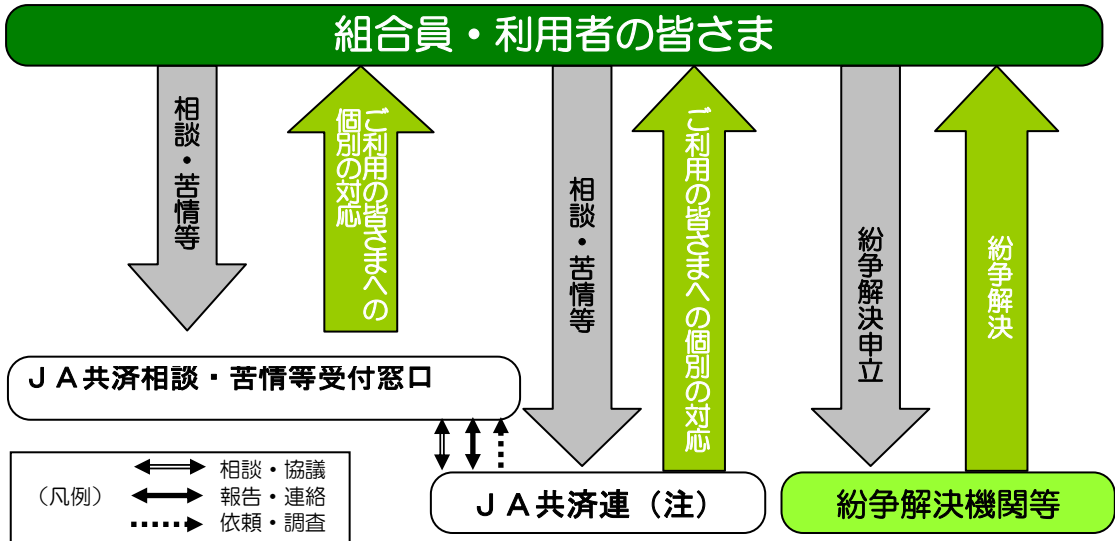 組合員・利用者の皆さま
相談・苦情等
ご利用の皆さまへの
個別の対応
相談・苦情等
ご利用の皆さまへの個別の対応
紛争解決申立
紛争解決
ＪＡ共済相談・苦情等受付窓口
（凡例）
相談・協議
報告・連絡
依頼・調査
ＪＡ共済連（注）
紛争解決機関等